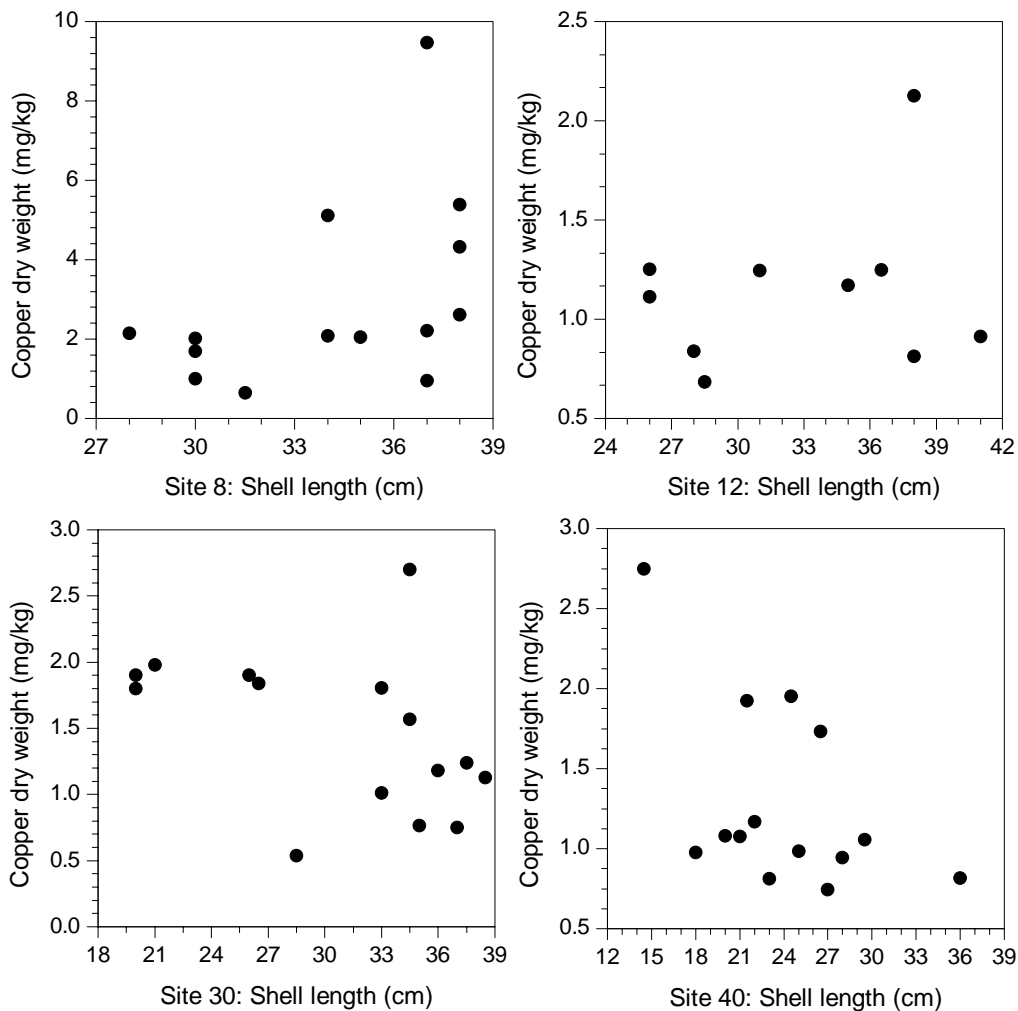 Copper dry weight (mg/kg)
10
8
6
4
2
0
27 30 33 36 39
Site 8: Shell length (cm)
Copper dry weight (mg/kg)
2.5
2.0
1.5
1.0
0.5
24 27 30 33 36 39 42
Site 12: Shell length (cm)
Copper dry weight (mg/kg)
3.0
2.5
2.0
1.5
1.0
0.5
0.0
18 21 24 27 30 33 36 39
Site 30: Shell length (cm)
Copper dry weight (mg/kg)
3.0
2.5
2.0
1.5
1.0
0.5
12 15 18 21 24 27 30 33 36 39
Site 40: Shell length (cm)